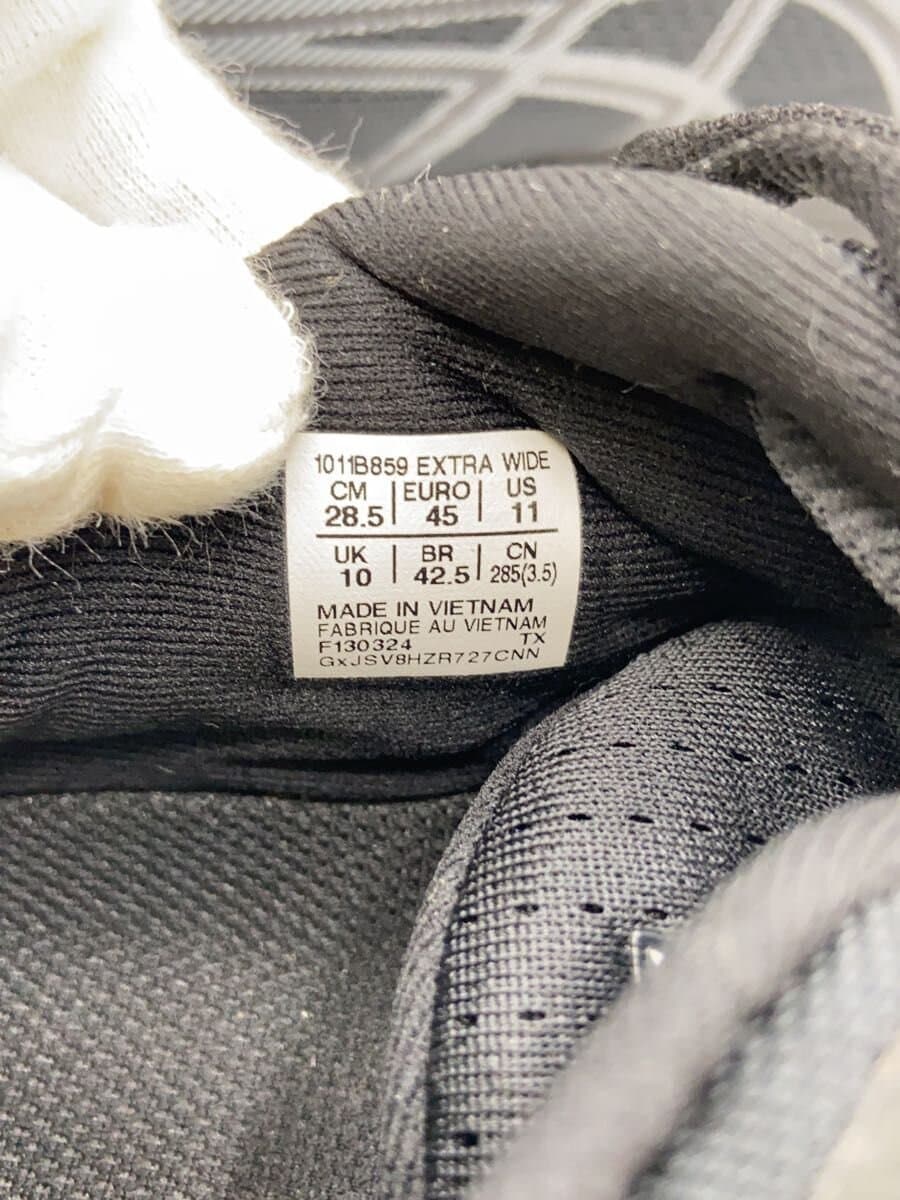 1011B859 EXTRA WIDE
CM EURO US
28.5 45 11
UK BR CN
10 42.5 285(3.5)
MADE IN VIETNAM
FABRIQUE AU VIETNAM
F130324 TX
GxJSV8HZR727CNN